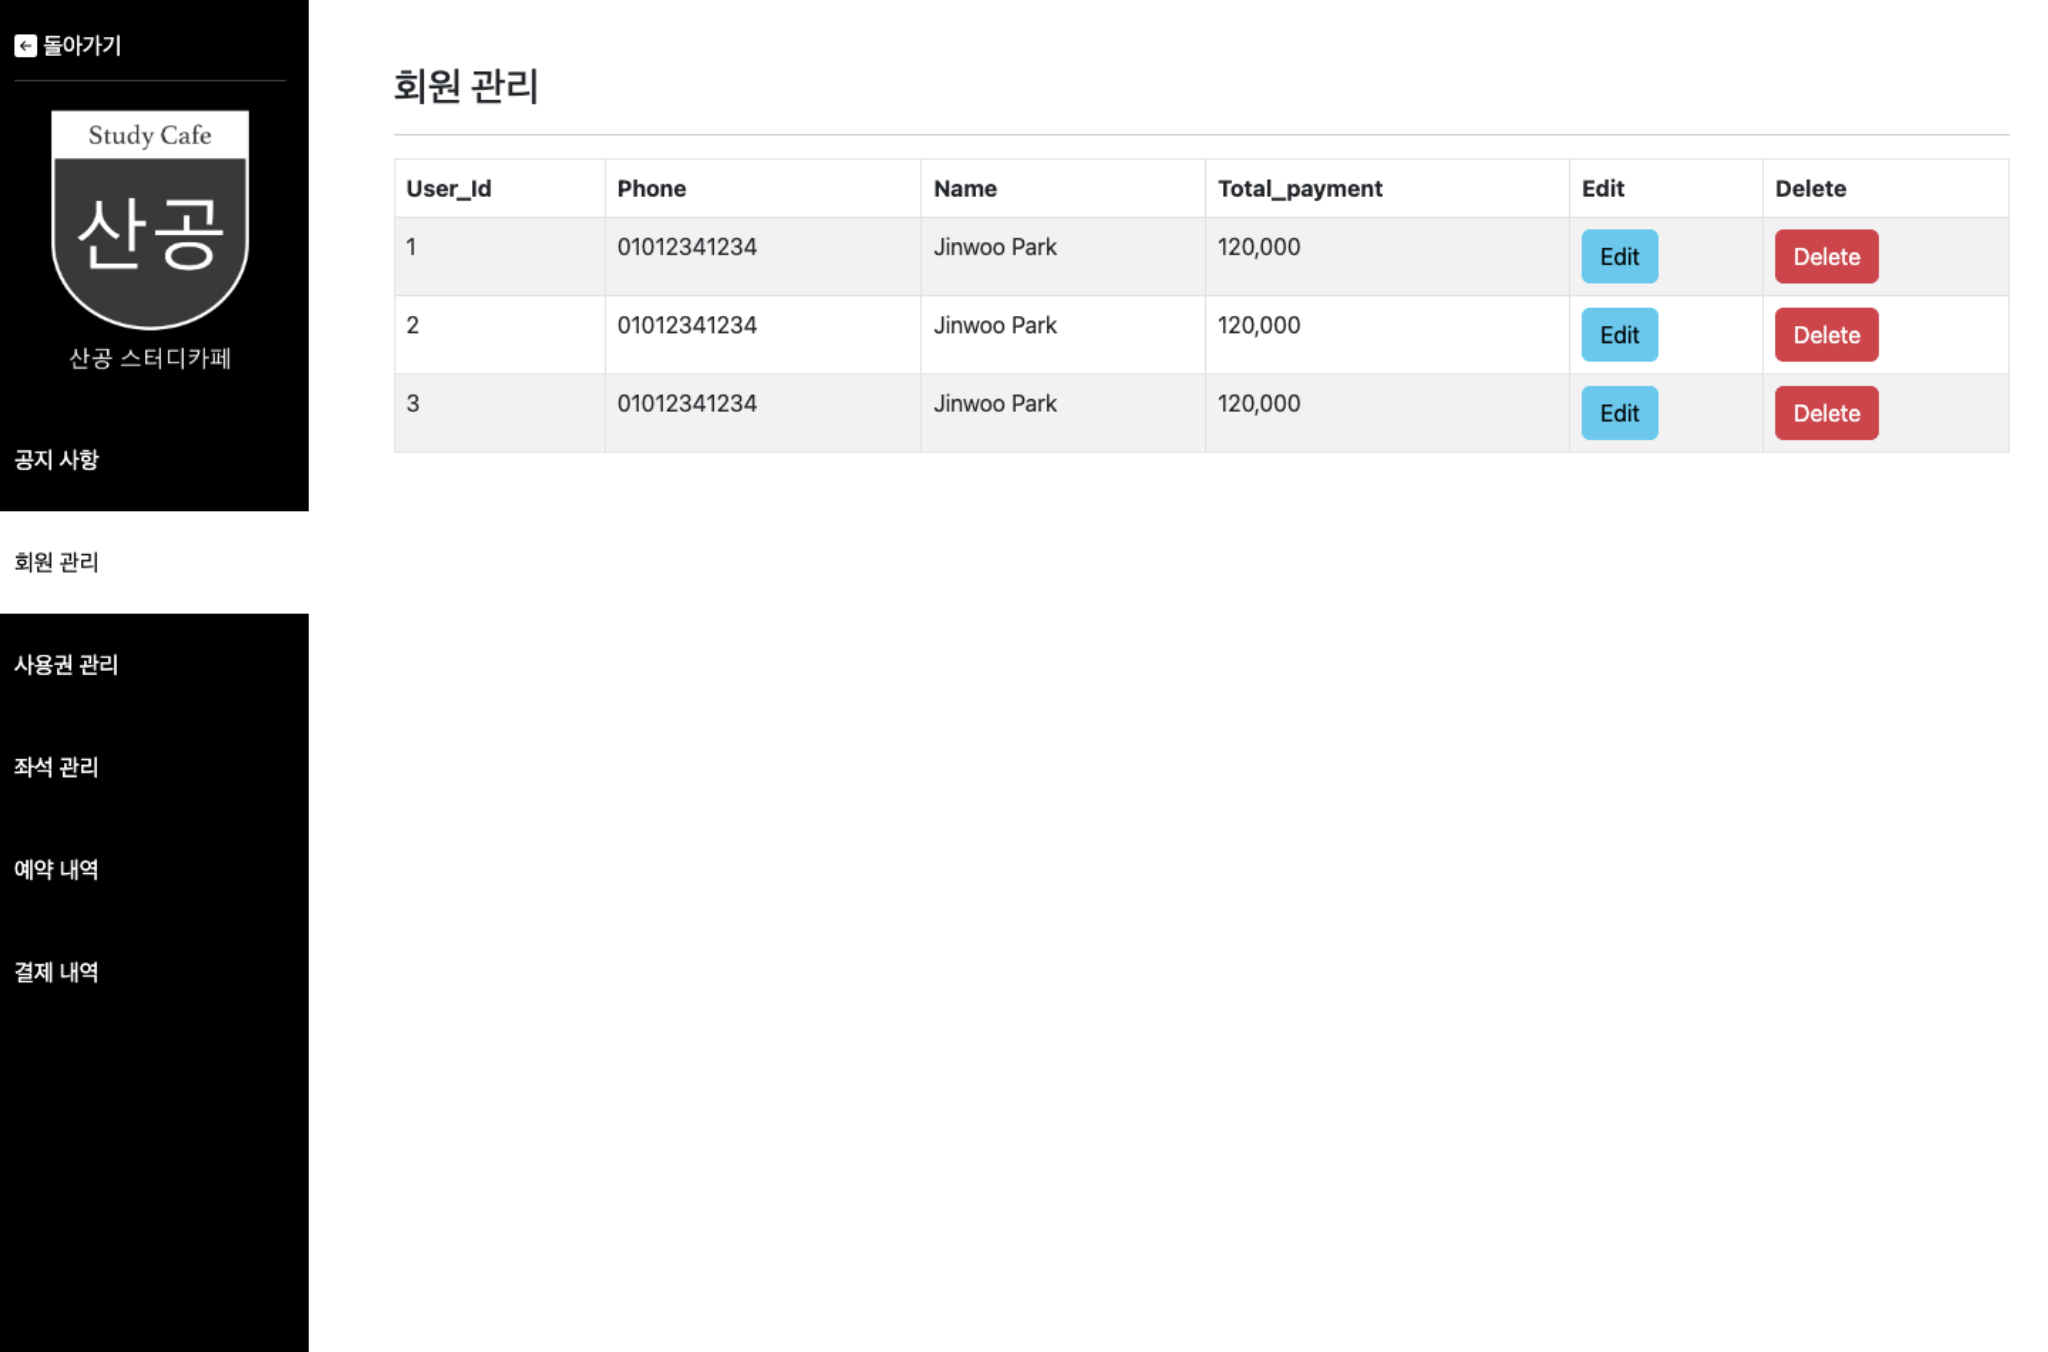 돌아가기
Study Cafe
산공
산공 스터디카페
공지 사항
회원 관리
사용권 관리
좌석 관리
예약 내역
결제 내역
회원 관리
User_Id Phone Name Total_payment Edit Delete
1 01012341234 Jinwoo Park 120,000 Edit Delete
2 01012341234 Jinwoo Park 120,000 Edit Delete
3 01012341234 Jinwoo Park 120,000 Edit Delete